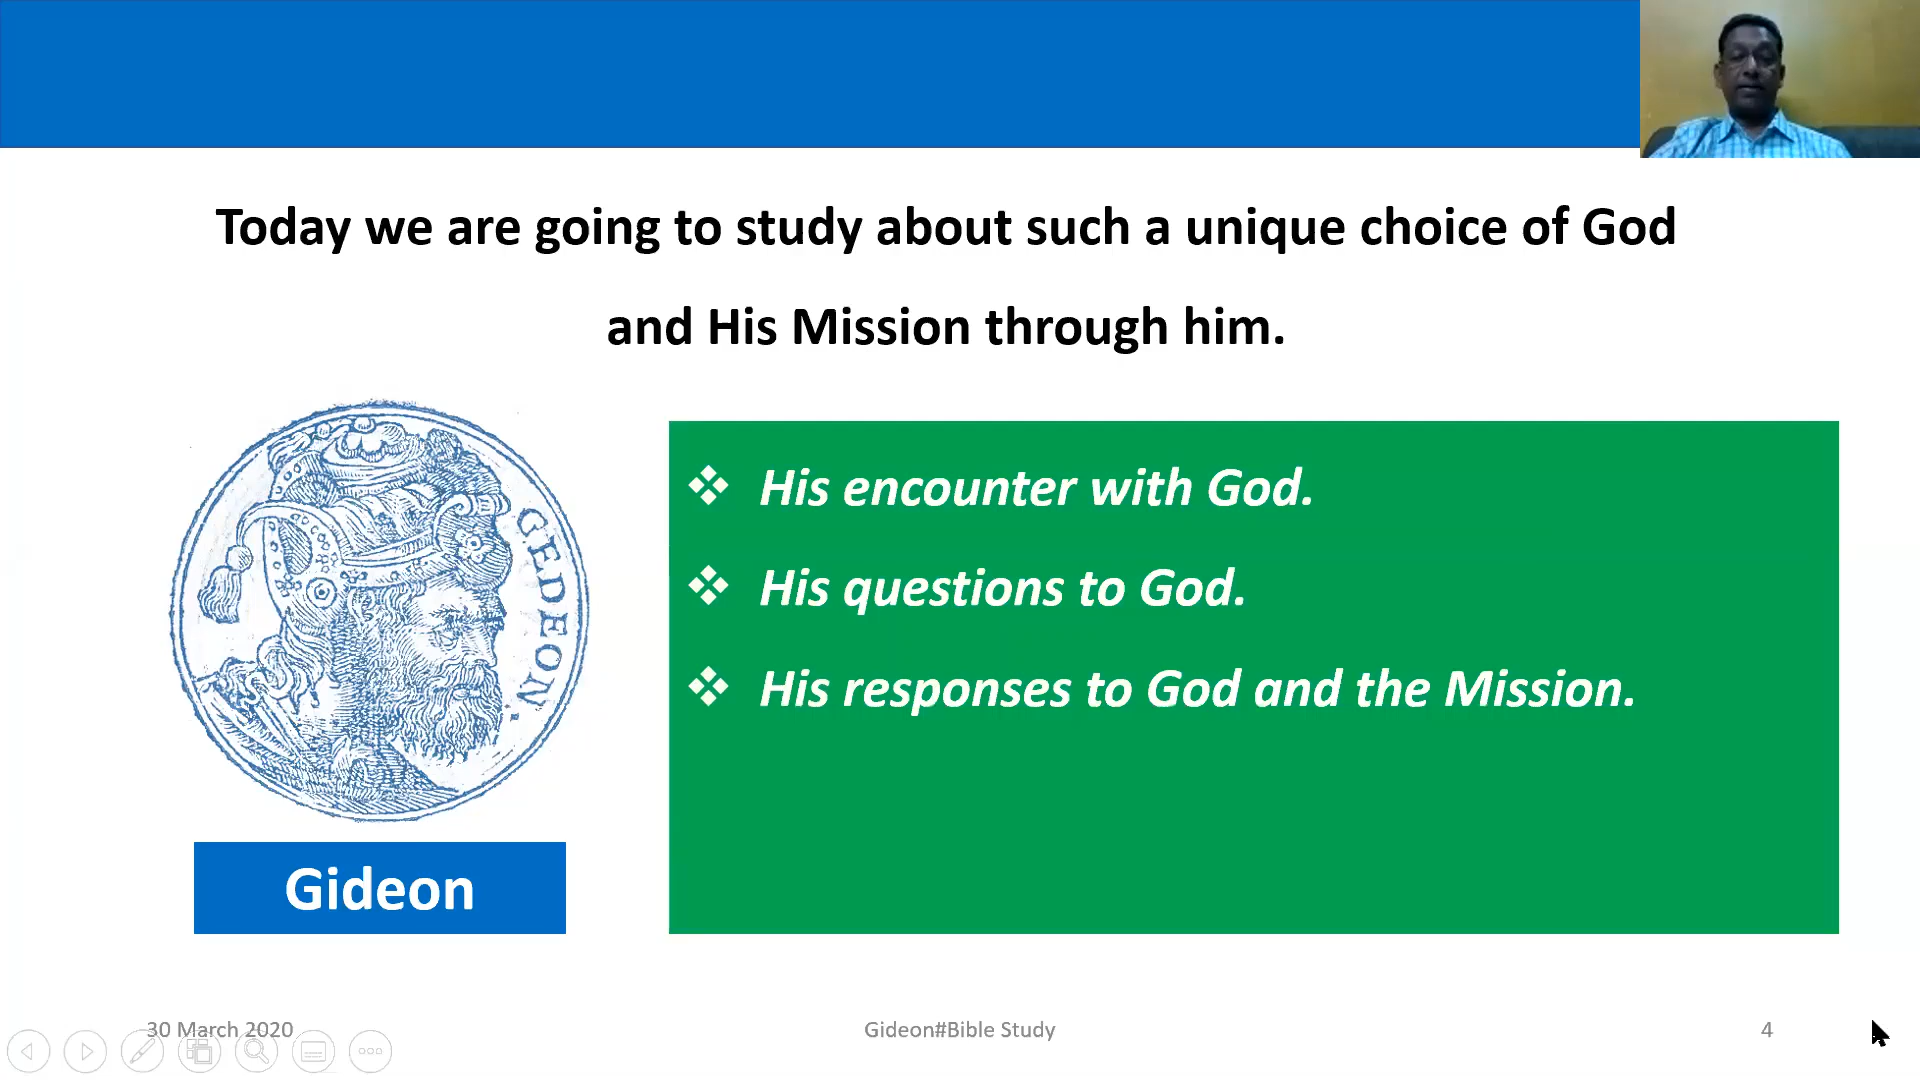 Today we are going to study about such a unique choice of God
and His Mission through him.
GEDEON.
❖ His encounter with God.
❖ His questions to God.
❖ His responses to God and the Mission.
Gideon
30 March 2020
Gideon#Bible Study
4